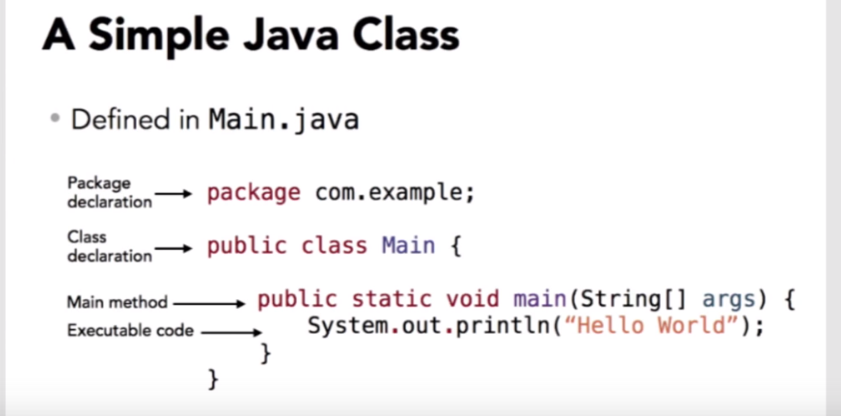 A Simple Java Class
• Defined in Main.java
Package
declaration
package com.example;
Class
declaration
public class Main {
Main method
public static void main(String[] args) {
Executable code
System.out.println(“Hello World”);
}
}